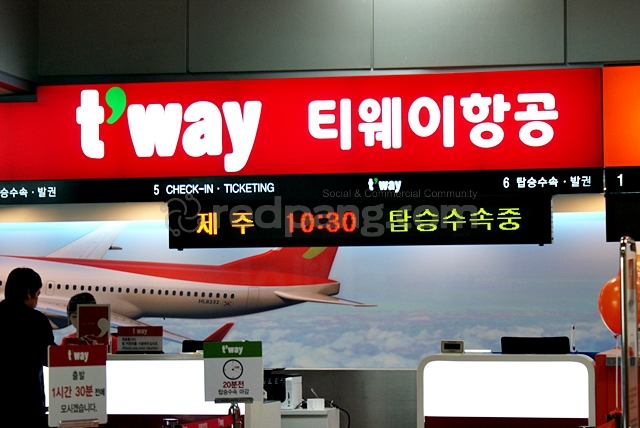 t'way 티웨이항공
승수속 · 발권
5 CHECK-IN · TICKETING
t'way
6 탑승수속 · 발권
1
Social & Commercial Community
redpang.com
제 주 10:30 탑승수속중
HL8232
t'way
t'way
출발
1시간 30분 전에
오시겠습니다
t'way
20분전
탑승수속 마감